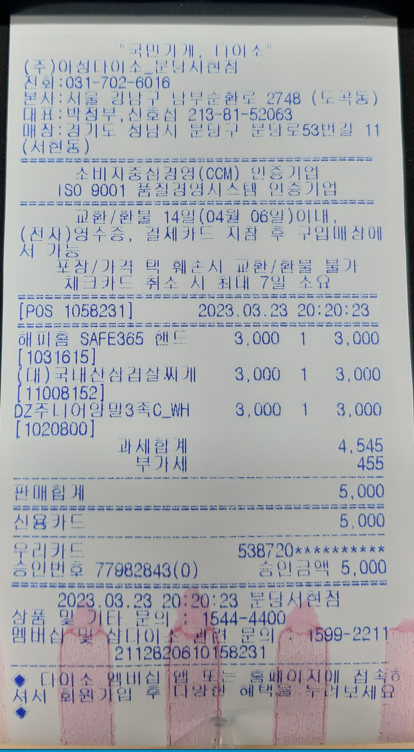 "국민가게, 다이소"
(주)아성다이소_분당서현점
전화:031-702-6016
본사:서울 강남구 남부순환로 2748 (도곡동)
대표:박정부,신호섭 213-81-52063
매장:경기도 성남시 분당구 분당로53번길 11
(서현동)
소비자중심경영(CCM) 인증기업
ISO 9001 품질경영시스템 인증기업
교환/환불 14일(04월 06일)이내,
(전자)영수증, 결제카드 지참 후 구입매장에
서 가능
포장/가격 택 훼손시 교환/환불 불가
체크카드 취소 시 최대 7일 소요
[POS 1058231] 2023.03.23 20:20:23
해피홈 SAFE365 핸드 3,000 1 3,000
[1031615]
(대)국내산삼겹살찌개 3,000 1 3,000
[11008152]
DZ주니어양말3족C_WH 3,000 1 3,000
[1020800]
과세합계 4,545
부가세 455
판매합계 5,000
신용카드 5,000
우리카드 538720**********
승인번호 77982843(0) 승인금액 5,000
2023.03.23 20:20:23 분당서현점
상품 및 기타 문의 : 1544-4400
멤버십 및 샵다이소 관련 문의 : 1599-2211
2112820610158231
◆ 다이소 멤버십 앱 또는 홈페이지에 접속하
셔서 회원가입 후 다양한 혜택을 누려보세요
◆